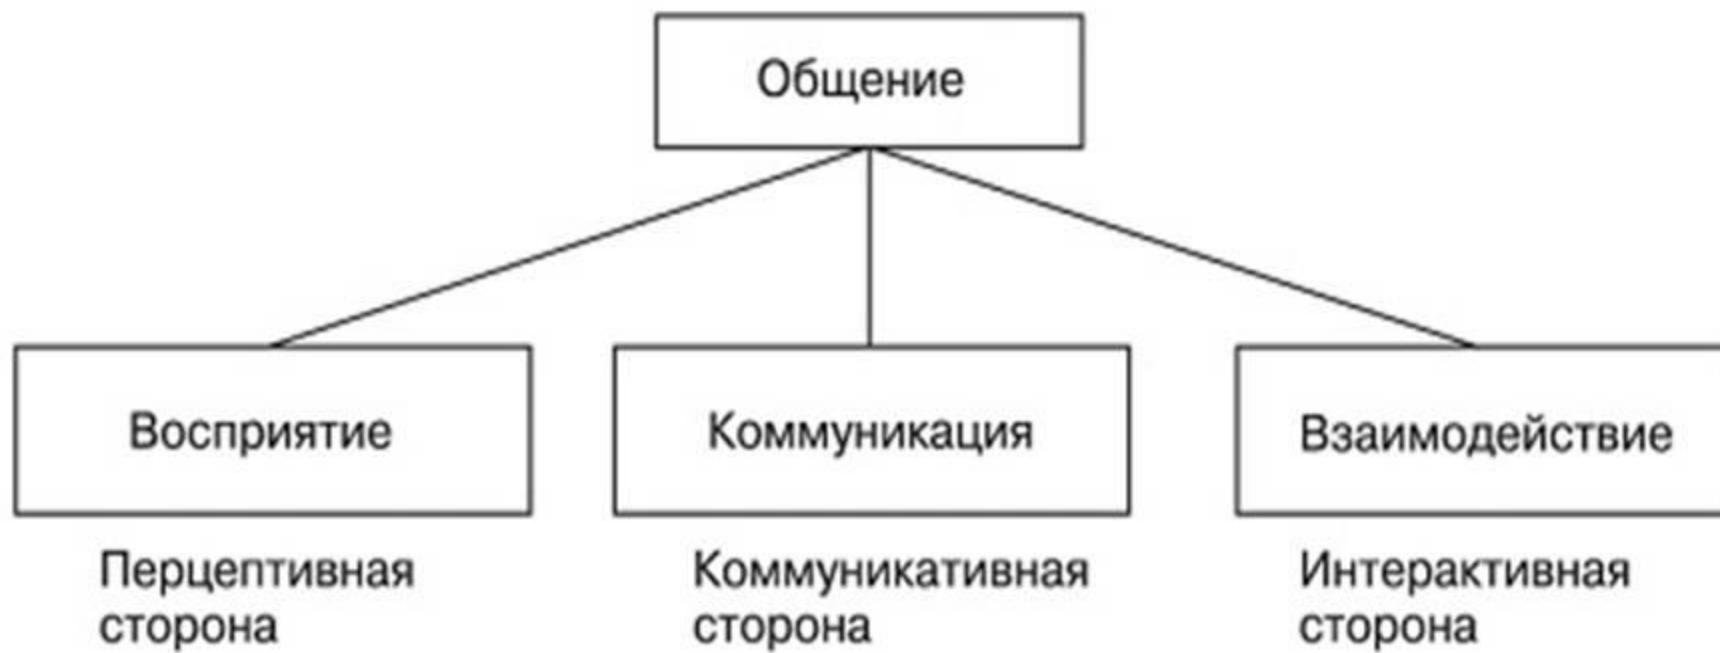 Общение
Восприятие
Коммуникация
Взаимодействие
Перцептивная
сторона
Коммуникативная
сторона
Интерактивная
сторона